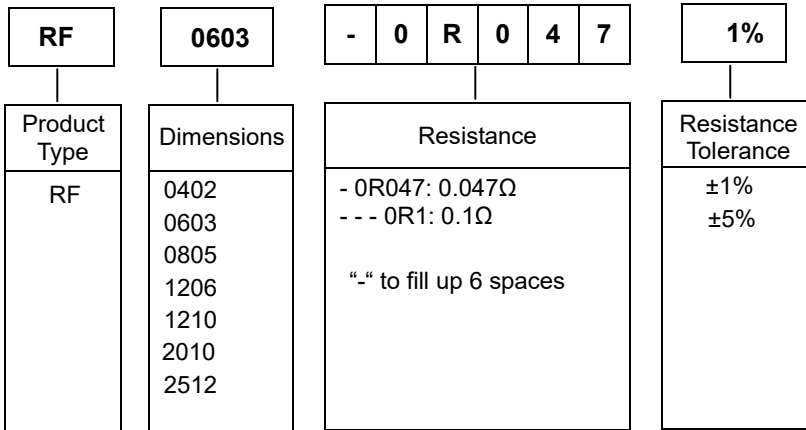 RF 0603 - 0 R 0 4 7 1%
Product Type
RF
Dimensions
0402
0603
0805
1206
1210
2010
2512
Resistance
- 0R047: 0.047Ω
- - - 0R1: 0.1Ω
“-“ to fill up 6 spaces
Resistance
Tolerance
±1%
±5%